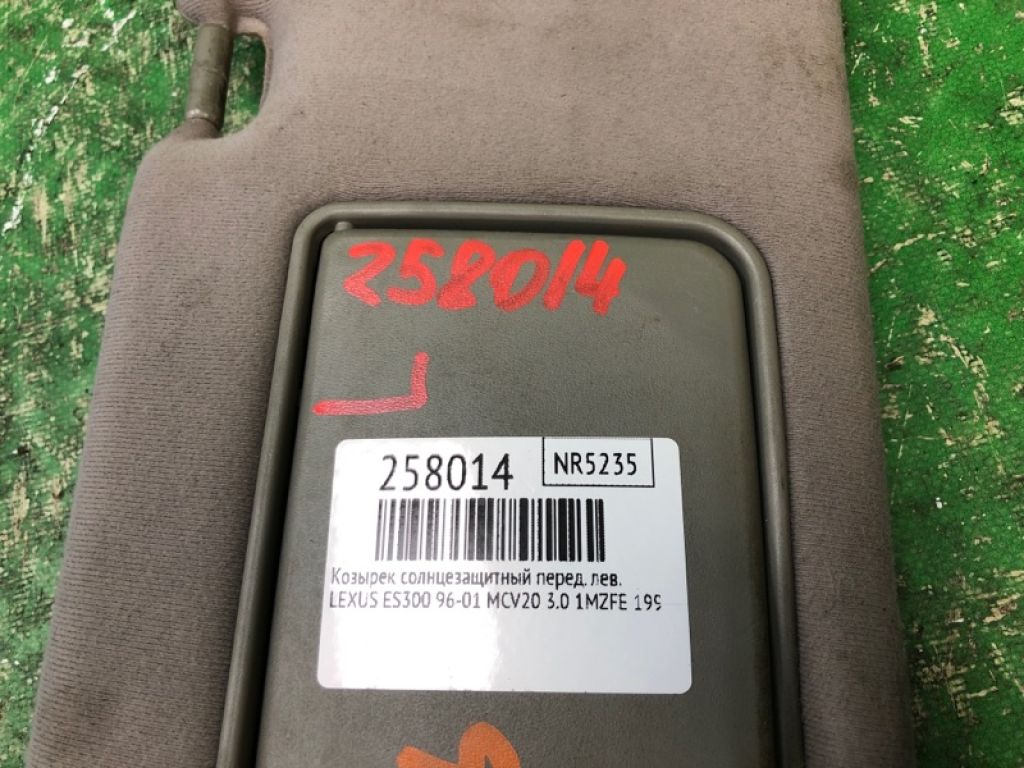 258014
L
258014 NR5235
Козырек солнцезащитный перед. лев.
LEXUS ES300 96-01 MCV20 3.0 1MZFE 199